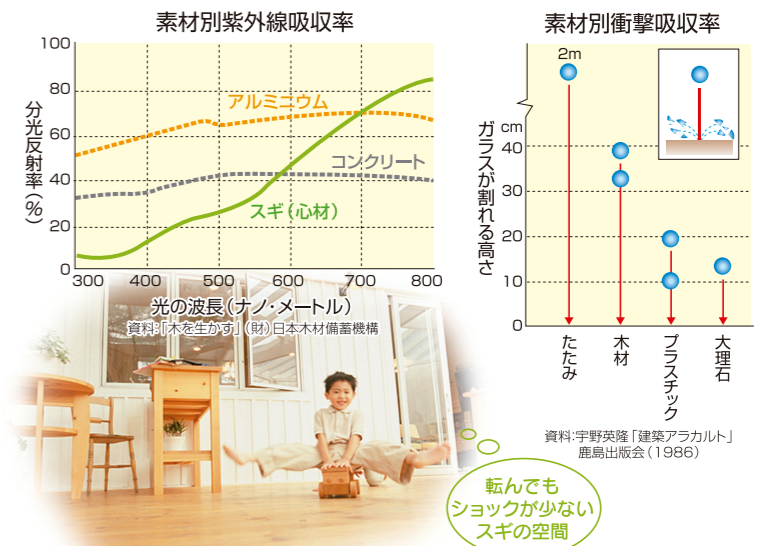 素材別紫外線吸収率
100
80
60
40
20
0
分光反射率(%)
アルミニウム
コンクリート
スギ(心材)
300 400 500 600 700 800
光の波長(ナノ・メートル)
資料:「木を生かす」(財)日本木材備蓄機構
素材別衝撃吸収率
2m
cm
40
30
20
10
0
ガラスが割れる高さ
たたみ
木材
プラスチック
大理石
資料:宇野英隆「建築アラカルト」
鹿島出版会(1986)
転んでも
ショックが少ない
スギの空間